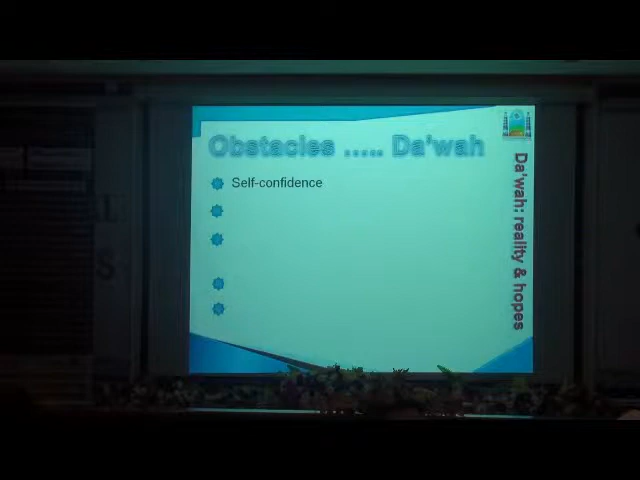 Obstacles ..... Da'wah
Self-confidence
Da'wah: reality & hopes
L
S